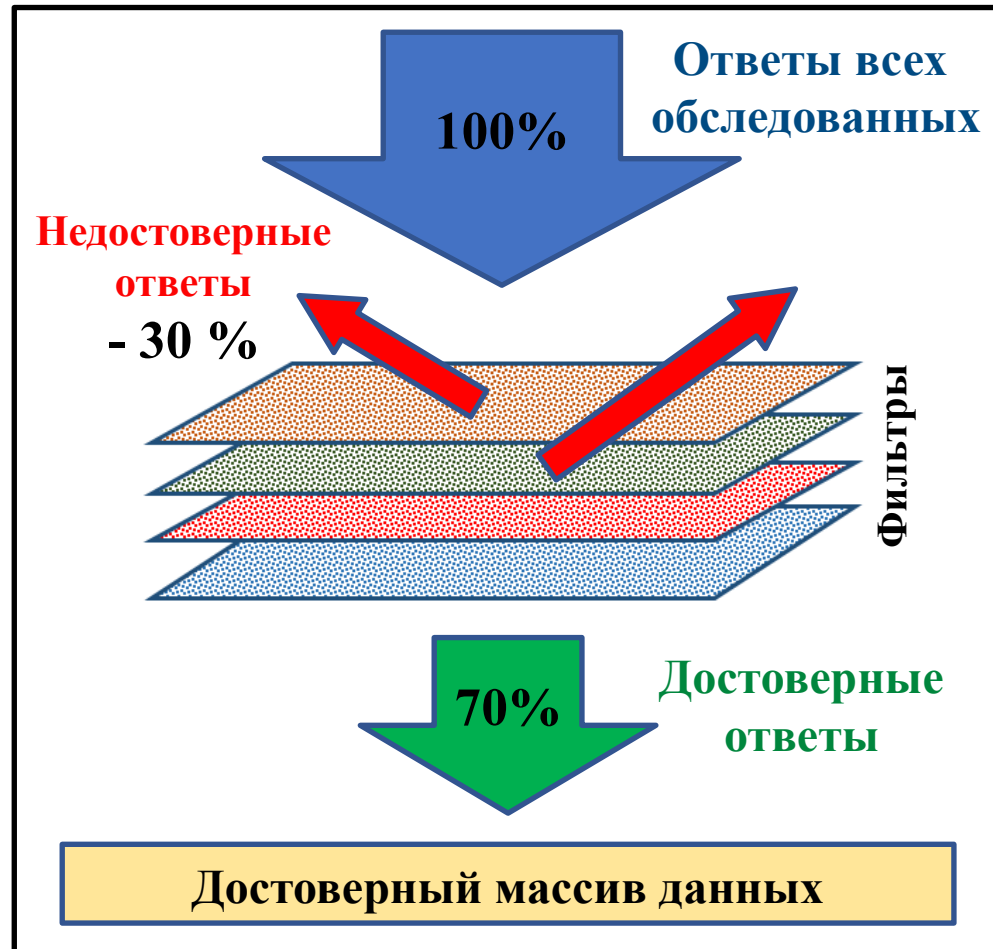 Ответы всех
обследованных
100%
Недостоверные
ответы
- 30 %
Фильтры
70%
Достоверные
ответы
Достоверный массив данных